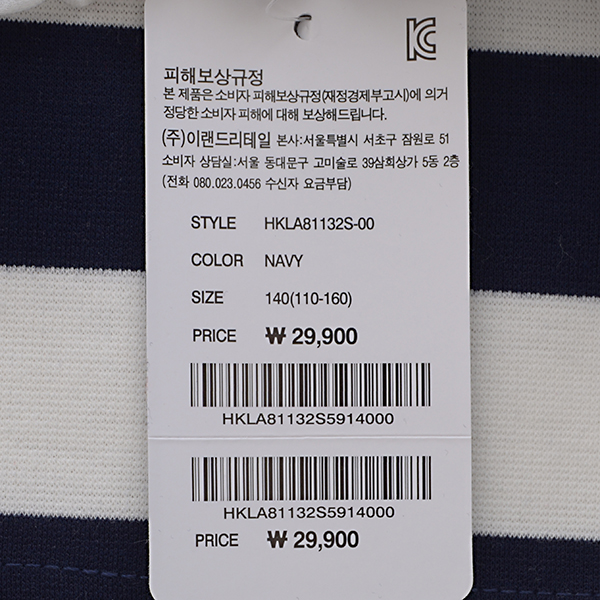 피해보상규정
본 제품은 소비자 피해보상규정(재정경제부고시)에 의거
정당한 소비자 피해에 대해 보상해드립니다.
(주)이랜드리테일 본사:서울특별시 서초구 잠원로 51
소비자 상담실:서울 동대문구 고미술로 39삼희상가 5동 2층
(전화 080.023.0456 수신자 요금부담)
STYLE HKLA81132S-00
COLOR NAVY
SIZE 140(110-160)
PRICE ₩ 29,900
HKLA81132S5914000
HKLA81132S5914000
PRICE ₩ 29,900